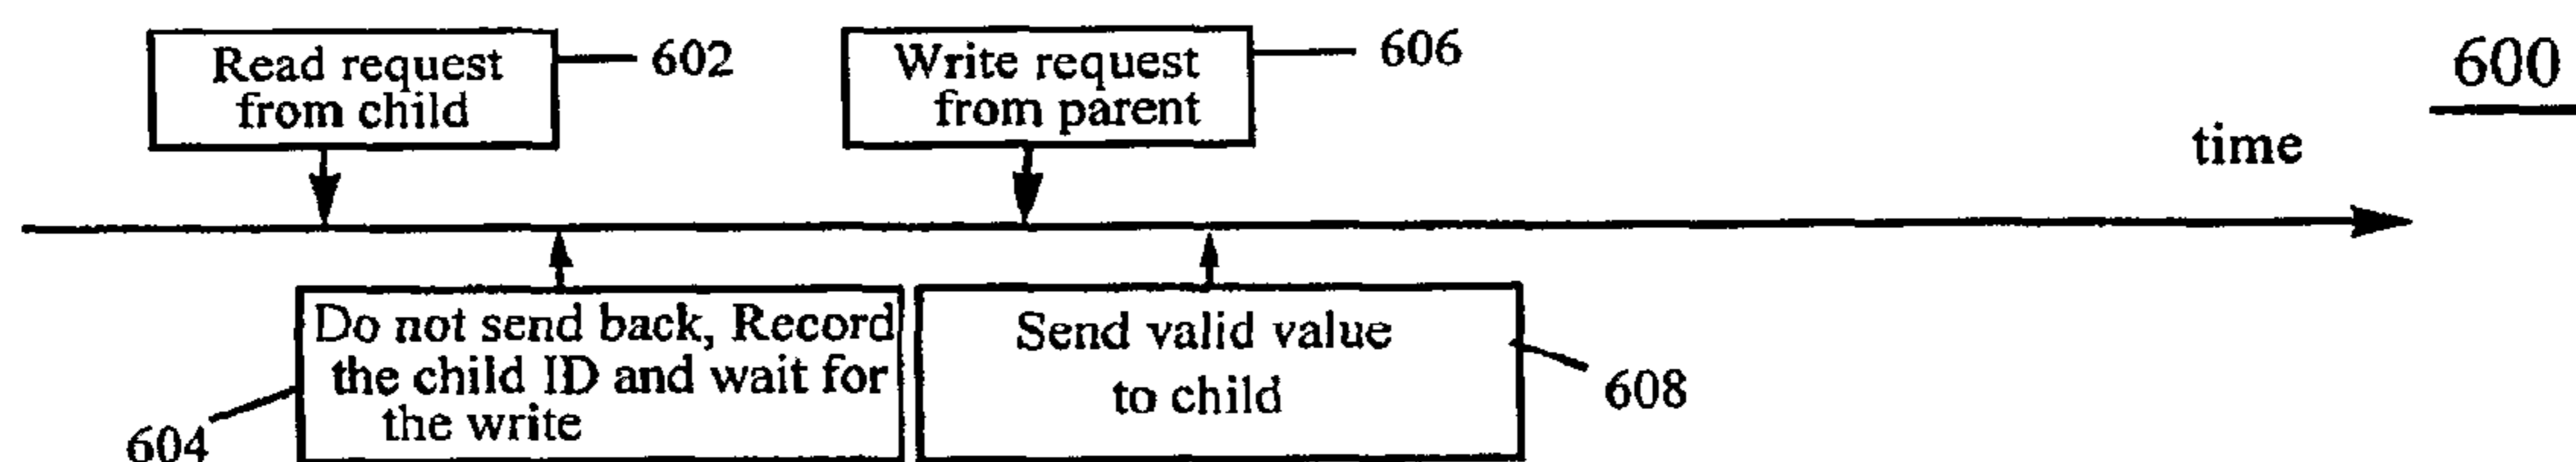 Read request
from child
602
Write request
from parent
606
600
time
Do not send back, Record
the child ID and wait for
the write
604
Send valid value
to child
608